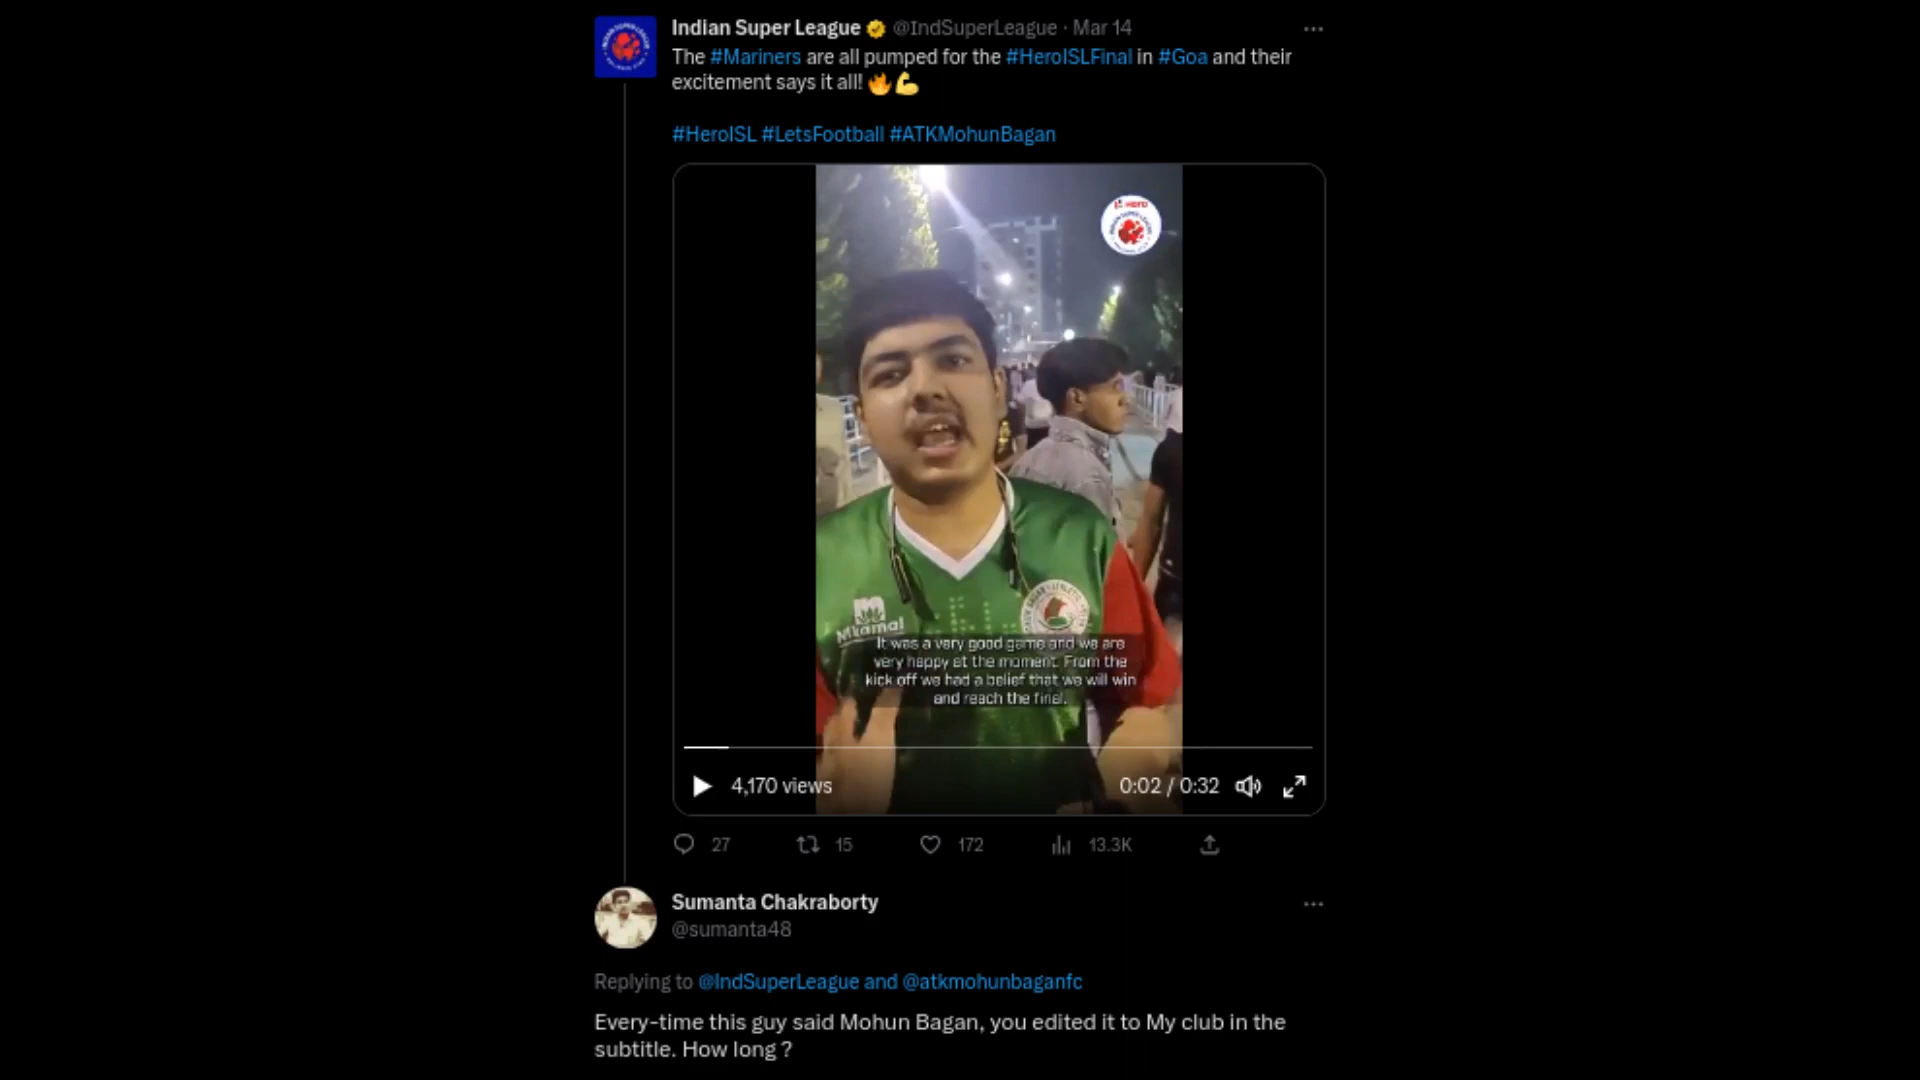 Indian Super League @IndSuperLeague · Mar 14
The #Mariners are all pumped for the #HeroISLFinal in #Goa and their
excitement says it all! 🔥💪
#HeroISL #LetsFootball #ATKMohunBagan
Hero
INDIAN SUPER LEAGUE
It was a very good game and we are
very happy at the moment. From the
kick off we had a belief that we will win
and reach the final.
4,170 views
0:02 / 0:32
27 15 172 13.3K
Sumanta Chakraborty
@sumanta48
Replying to @IndSuperLeague and @atkmohunbaganfc
Every-time this guy said Mohun Bagan, you edited it to My club in the
subtitle. How long ?